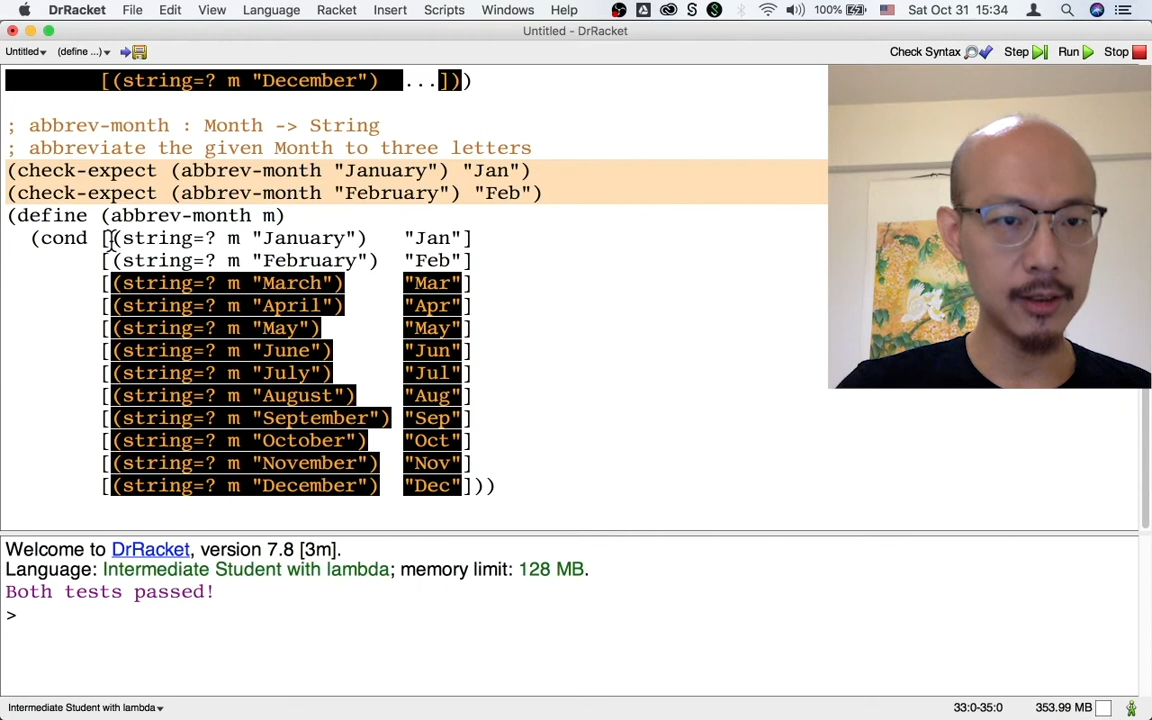 DrRacket File Edit View Language Racket Insert Scripts Windows Help 100% Sat Oct 31 15:34
Untitled - DrRacket
Untitled (define ...) Check Syntax Step Run Stop
[(string=? m "December") ...]))
; abbrev-month : Month -> String
; abbreviate the given Month to three letters
(check-expect (abbrev-month "January") "Jan")
(check-expect (abbrev-month "February") "Feb")
(define (abbrev-month m)
(cond [(string=? m "January") "Jan"]
[(string=? m "February") "Feb"]
[(string=? m "March") "Mar"]
[(string=? m "April") "Apr"]
[(string=? m "May") "May"]
[(string=? m "June") "Jun"]
[(string=? m "July") "Jul"]
[(string=? m "August") "Aug"]
[(string=? m "September") "Sep"]
[(string=? m "October") "Oct"]
[(string=? m "November") "Nov"]
[(string=? m "December") "Dec"]))
Welcome to DrRacket, version 7.8 [3m].
Language: Intermediate Student with lambda; memory limit: 128 MB.
Both tests passed!
>
Intermediate Student with lambda 33:0-35:0 353.99 MB